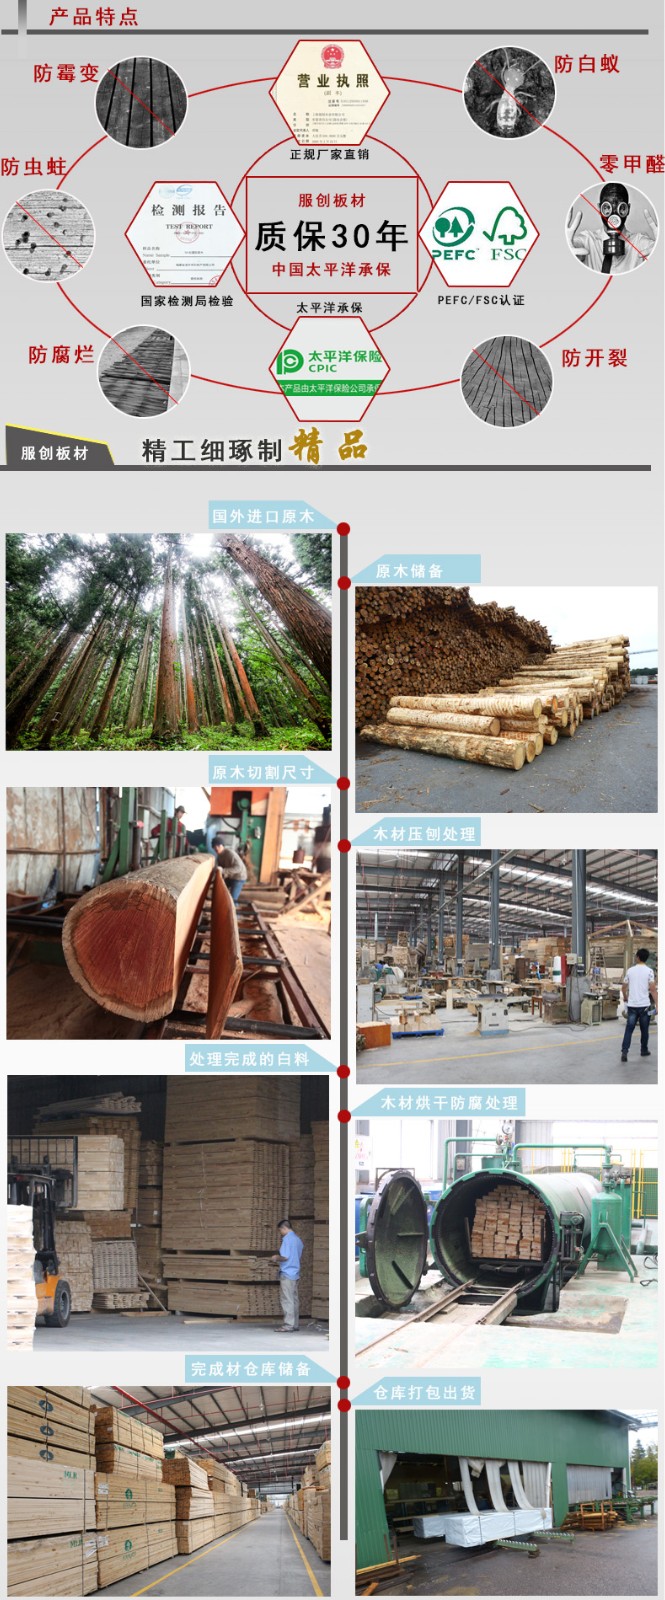 产品特点
防霉变
防白蚁
营业执照
正规厂家直销
防虫蛀
零甲醛
检测报告
TEST REPORT
国家检测局检验
服创板材
质保30年
中国太平洋承保
PEFC
FSC
PEFC/FSC认证
太平洋承保
太平洋保险
CPIC
产品由太平洋保险公司承
防腐烂
防开裂
服创板材
精工细琢制精品
国外进口原木
原木储备
原木切割尺寸
木材压刨处理
处理完成的白料
木材烘干防腐处理
完成材仓库储备
仓库打包出货